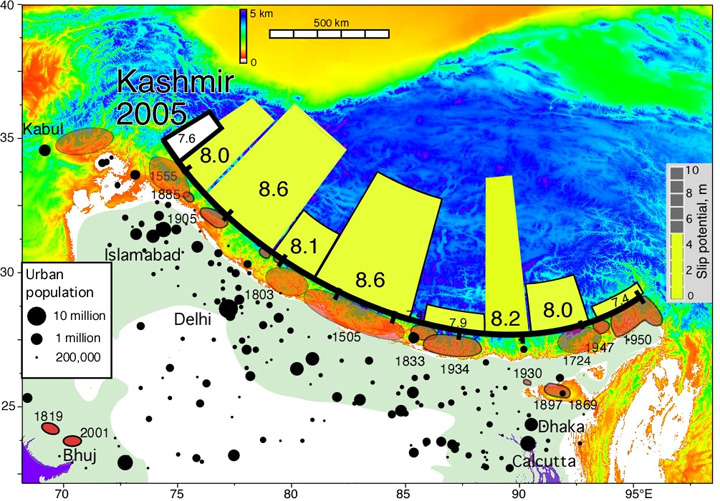 40
5 km
0
500 km
Kashmir
2005
35
Kabul
7.6
8.0
1555
1885
8.6
1905
10
8
6
4
2
0
Slip potential, m
8.1
Islamabad
30
8.6
Urban
population
10 million
1 million
200,000
1803
Delhi
7.9
8.2
8.0
7.4
1505
1833
1934
1947
1950
1724
1930
1897
1869
25
1819
2001
Bhuj
Dhaka
Calcutta
70
75
80
85
90
95°E